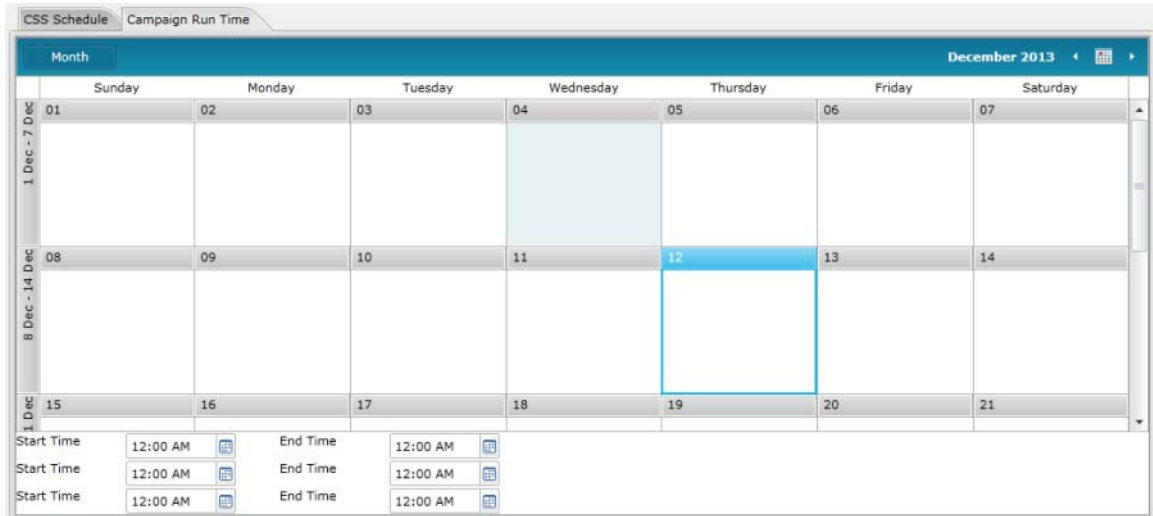 CSS Schedule Campaign Run Time
Month December 2013
Sunday Monday Tuesday Wednesday Thursday Friday Saturday
1 Dec - 7 Dec
01 02 03 04 05 06 07
8 Dec - 14 Dec
08 09 10 11 12 13 14
1 Dec
15 16 17 18 19 20 21
Start Time 12:00 AM End Time 12:00 AM
Start Time 12:00 AM End Time 12:00 AM
Start Time 12:00 AM End Time 12:00 AM